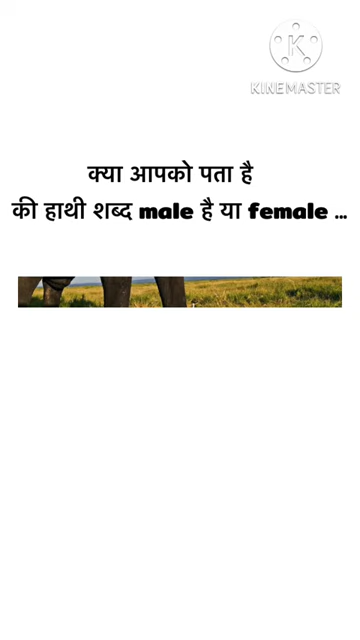 KINEMASTER
क्या आपको पता है
की हाथी शब्द male है या female ...